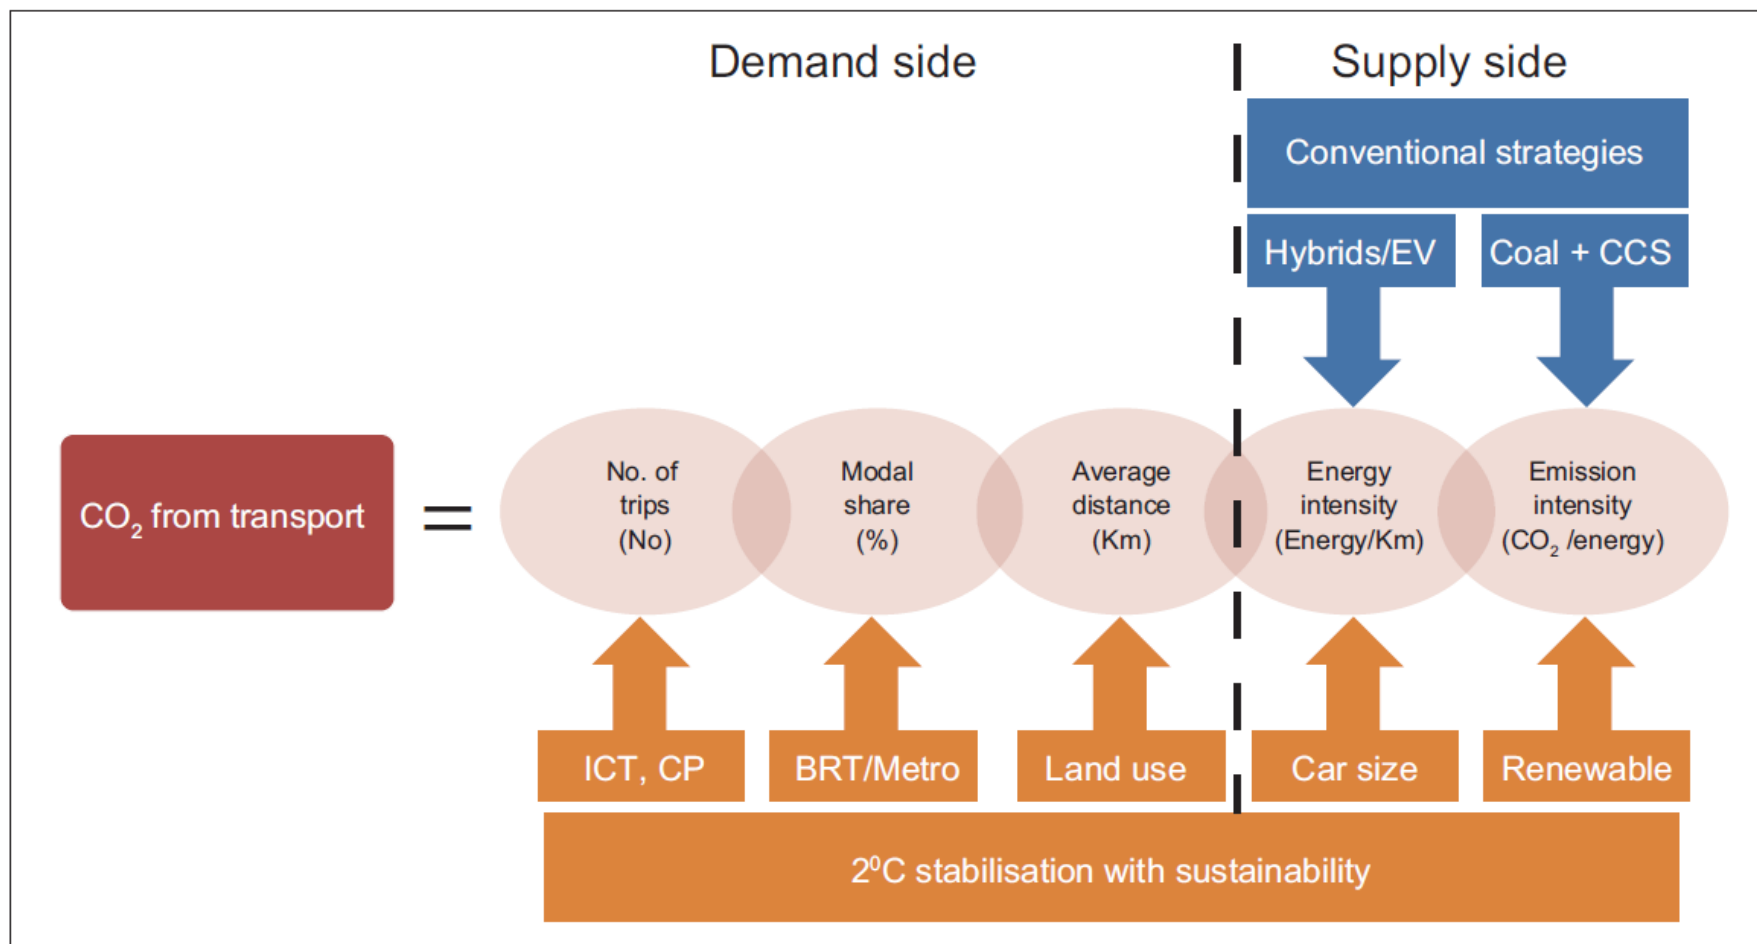 Demand side
Supply side
Conventional strategies
Hybrids/EV
Coal + CCS
CO₂ from transport
=
No. of
trips
(No)
Modal
share
(%)
Average
distance
(Km)
Energy
intensity
(Energy/Km)
Emission
intensity
(CO₂ /energy)
ICT, CP
BRT/Metro
Land use
Car size
Renewable
2⁰C stabilisation with sustainability